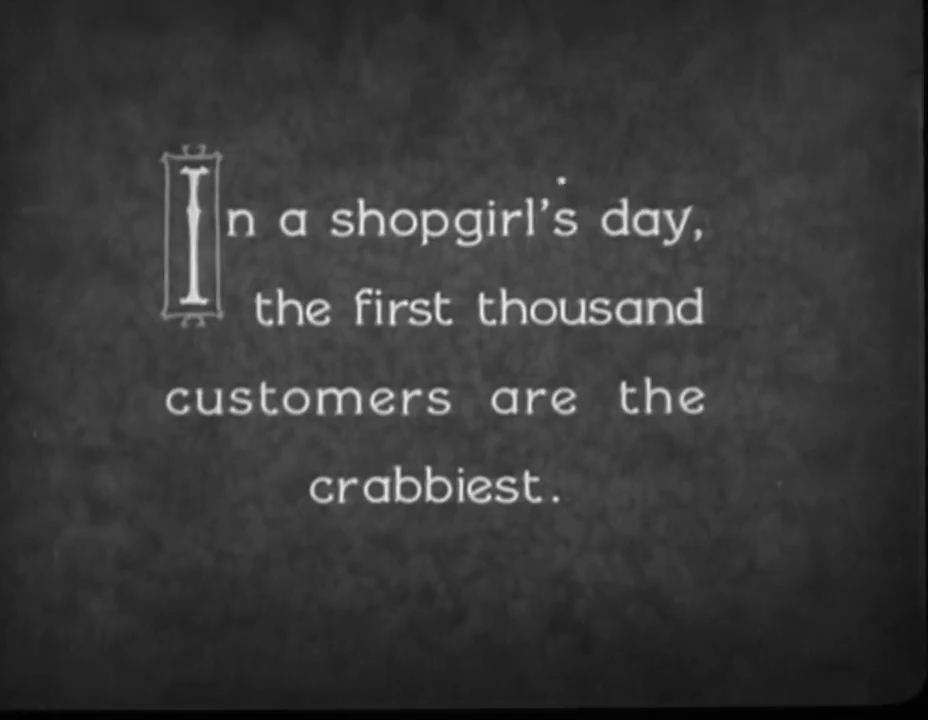 In a shopgirl's day,
the first thousand
customers are the
crabbiest.